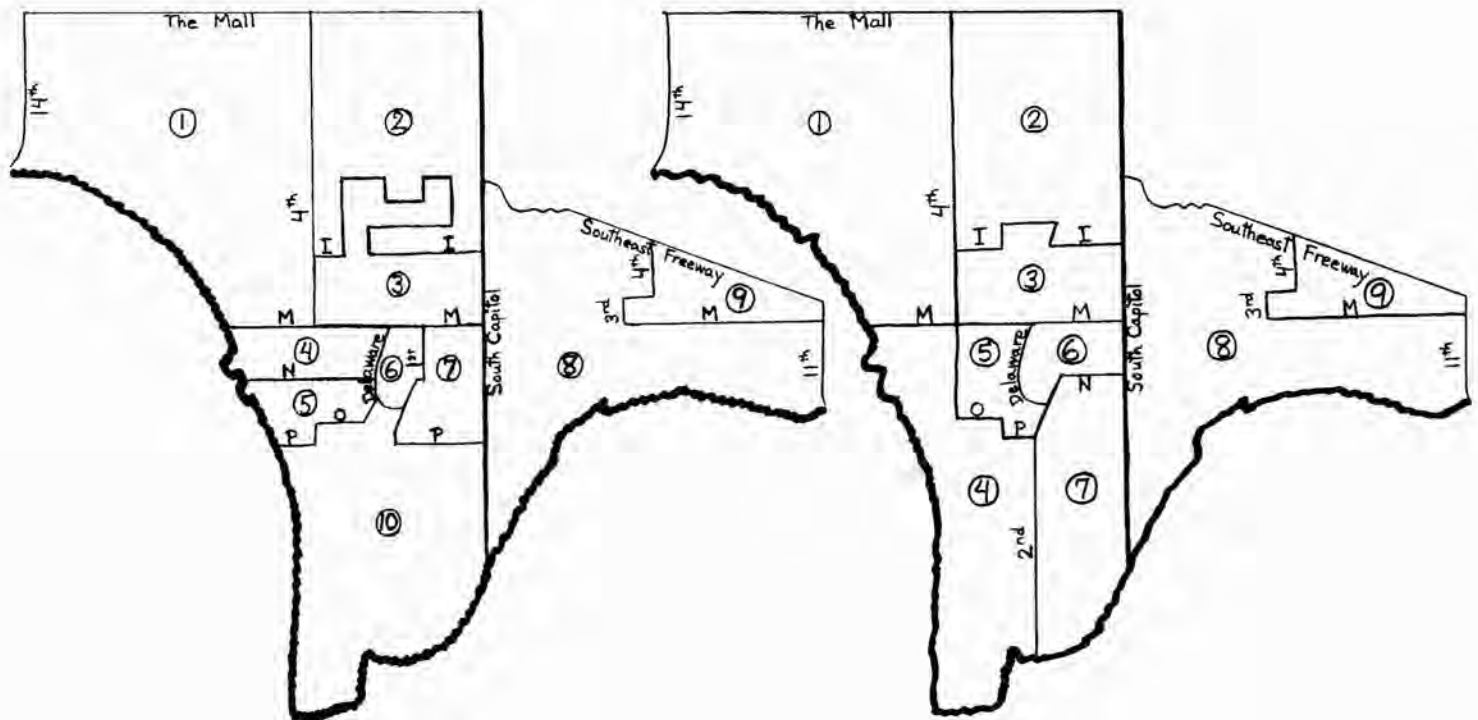 The Mall
14th
1
2
4th
I
I
Southeast Freeway
4th
3
9
3rd
M
M
M
South Capitol
4
Delaware
6
1st
7
8
11th
N
5
O
P
P
10
The Mall
14th
1
2
4th
I
I
Southeast Freeway
4th
3
9
3rd
M
M
M
South Capitol
5
Delaware
6
8
11th
N
O
P
4
7
2nd